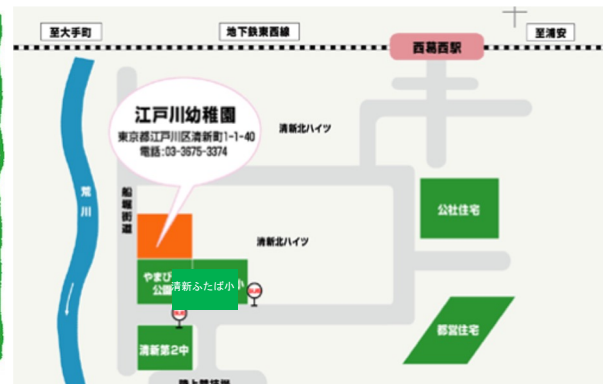 至大手町
地下鉄東西線
西葛西駅
至浦安
江戸川幼稚園
東京都江戸川区清新町1-1-40
電話:03-3675-3374
清新北ハイツ
荒川
船堀街道
公社住宅
清新北ハイツ
やまび
公園
清新ふたば小
小
都営住宅
清新第2中